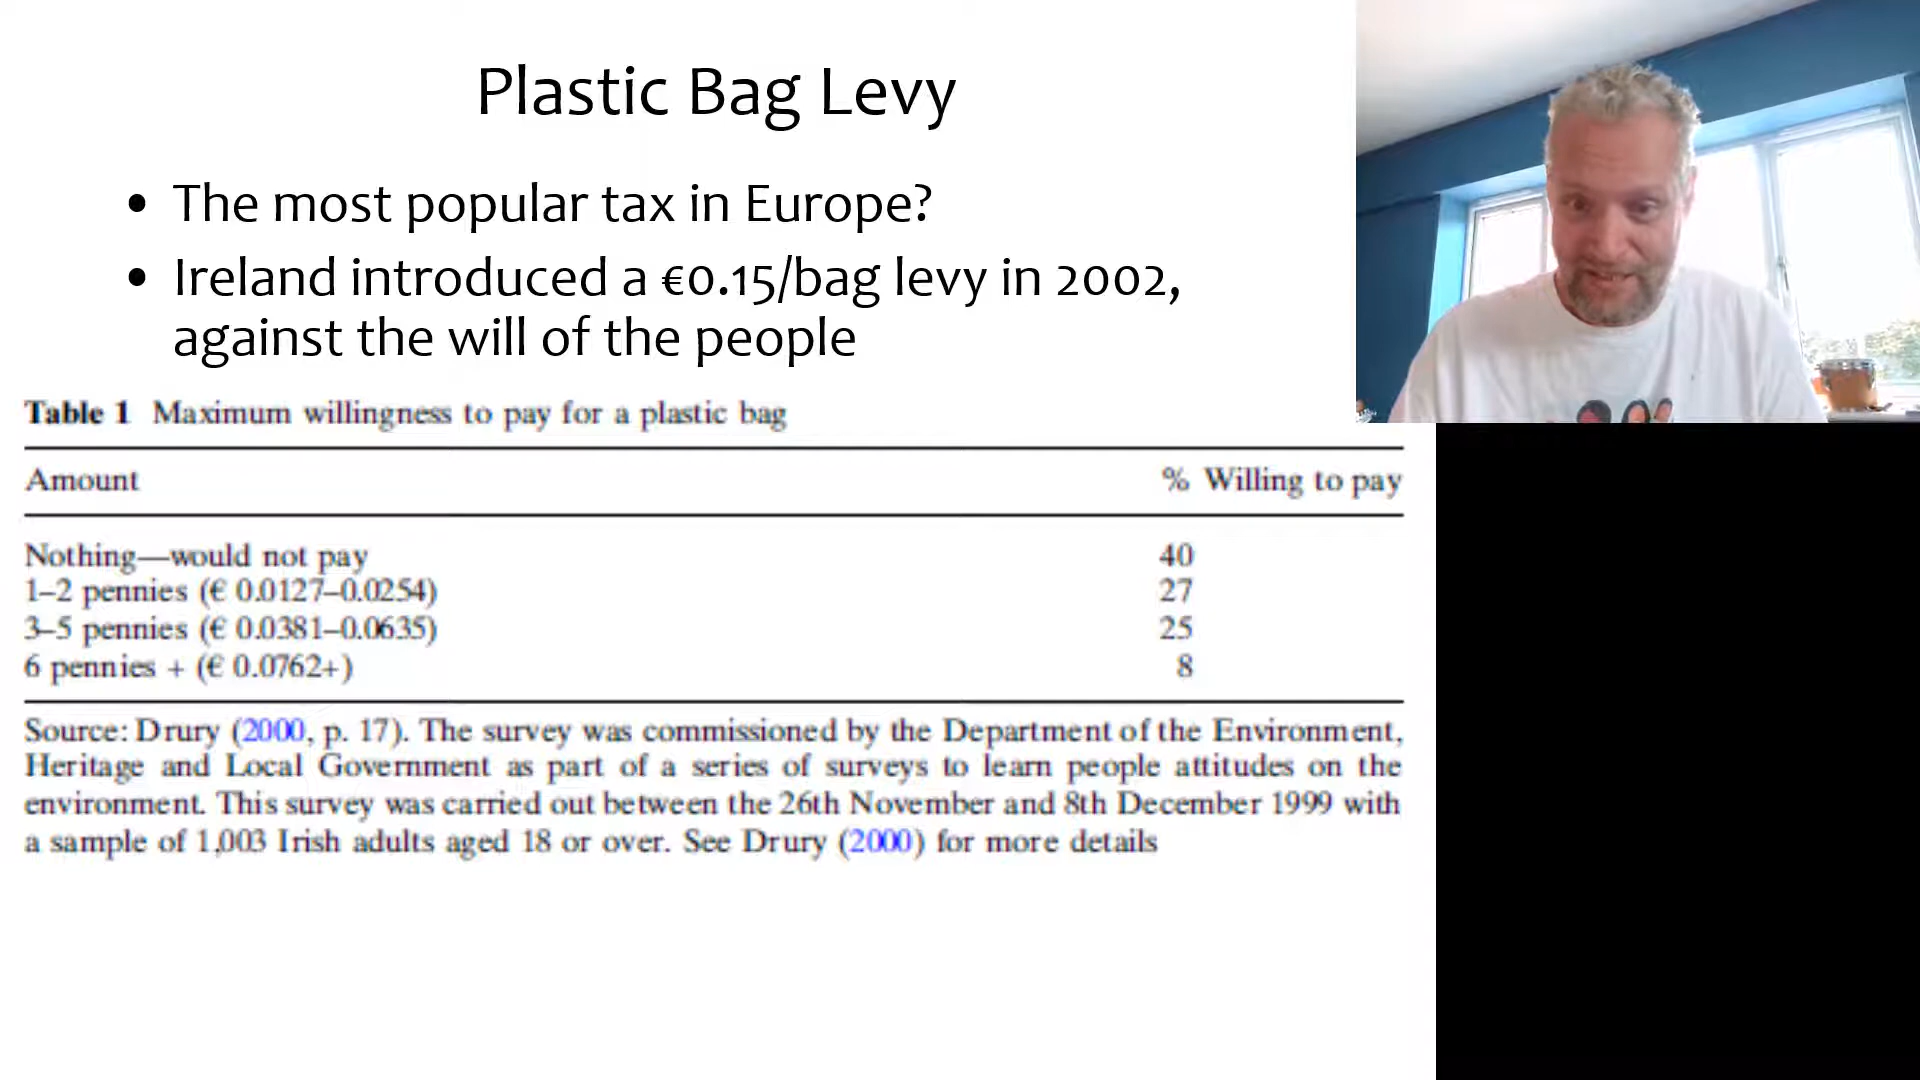 Plastic Bag Levy
• The most popular tax in Europe?
• Ireland introduced a €0.15/bag levy in 2002,
against the will of the people
Table 1 Maximum willingness to pay for a plastic bag
Amount % Willing to pay
Nothing—would not pay 40
1–2 pennies (€ 0.0127–0.0254) 27
3–5 pennies (€ 0.0381–0.0635) 25
6 pennies + (€ 0.0762+) 8
Source: Drury (2000, p. 17). The survey was commissioned by the Department of the Environment,
Heritage and Local Government as part of a series of surveys to learn people attitudes on the
environment. This survey was carried out between the 26th November and 8th December 1999 with
a sample of 1,003 Irish adults aged 18 or over. See Drury (2000) for more details